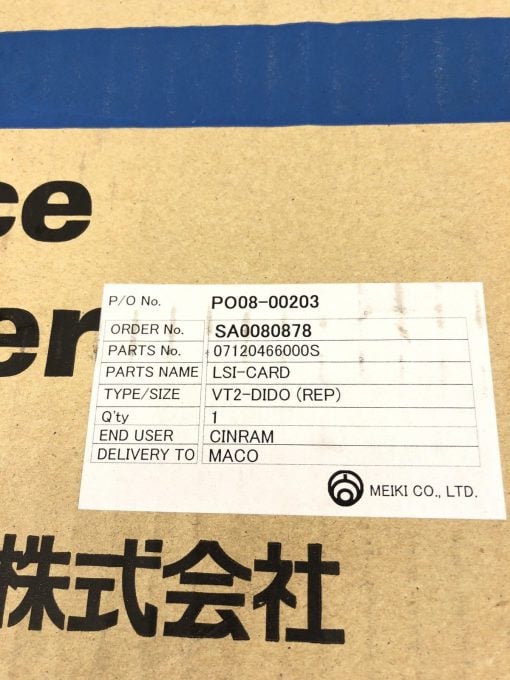 ce
er
P/O No. PO08-00203
ORDER No. SA0080878
PARTS No. 07120466000S
PARTS NAME LSI-CARD
TYPE/SIZE VT2-DIDO (REP)
Q'ty 1
END USER CINRAM
DELIVERY TO MACO
MEIKI CO., LTD.
株式会社